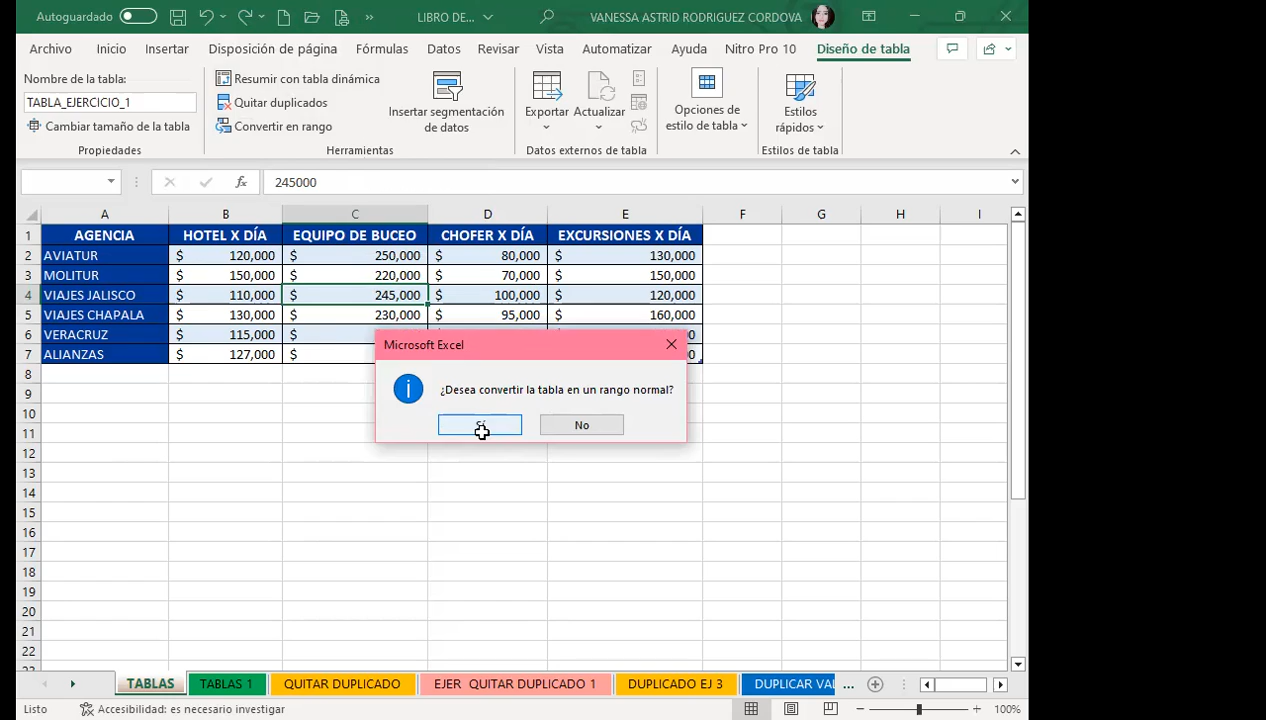 Autoguardado
LIBRO DE...
VANESSA ASTRID RODRIGUEZ CORDOVA
Archivo Inicio Insertar Disposición de página Fórmulas Datos Revisar Vista Automatizar Ayuda Nitro Pro 10 Diseño de tabla
Nombre de la tabla:
TABLA_EJERCICIO_1
Cambiar tamaño de la tabla
Propiedades
Resumir con tabla dinámica
Quitar duplicados
Convertir en rango
Insertar segmentación
de datos
Herramientas
Exportar
Actualizar
Datos externos de tabla
Opciones de
estilo de tabla
Estilos
rápidos
Estilos de tabla
fx 245000
A B C D E F G H I
1 AGENCIA HOTEL X DÍA EQUIPO DE BUCEO CHOFER X DÍA EXCURSIONES X DÍA
2 AVIATUR $ 120,000 $ 250,000 $ 80,000 $ 130,000
3 MOLITUR $ 150,000 $ 220,000 $ 70,000 $ 150,000
4 VIAJES JALISCO $ 110,000 $ 245,000 $ 100,000 $ 120,000
5 VIAJES CHAPALA $ 130,000 $ 230,000 $ 95,000 $ 160,000
6 VERACRUZ $ 115,000 $
7 ALIANZAS $ 127,000 $
8
9
10
11
12
13
14
15
16
17
18
19
20
21
22
Microsoft Excel
¿Desea convertir la tabla en un rango normal?
No
TABLAS TABLAS 1 QUITAR DUPLICADO EJER QUITAR DUPLICADO 1 DUPLICADO EJ 3 DUPLICAR VAL ...
Listo Accesibilidad: es necesario investigar 100%